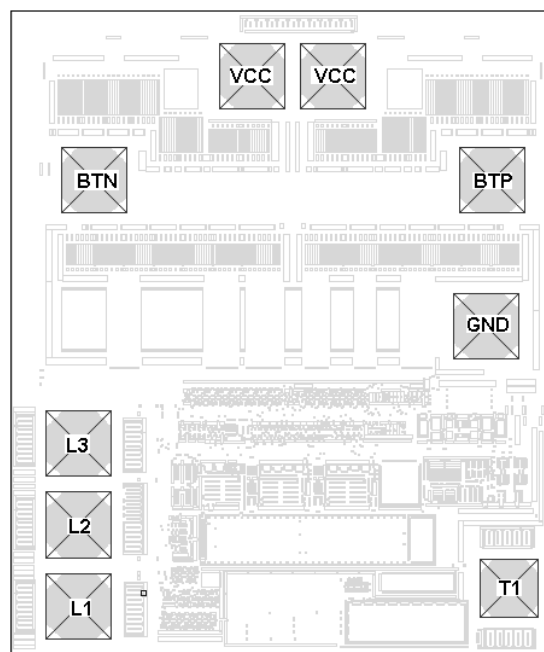 VCC VCC
BTN BTP
GND
L3
L2
L1 T1